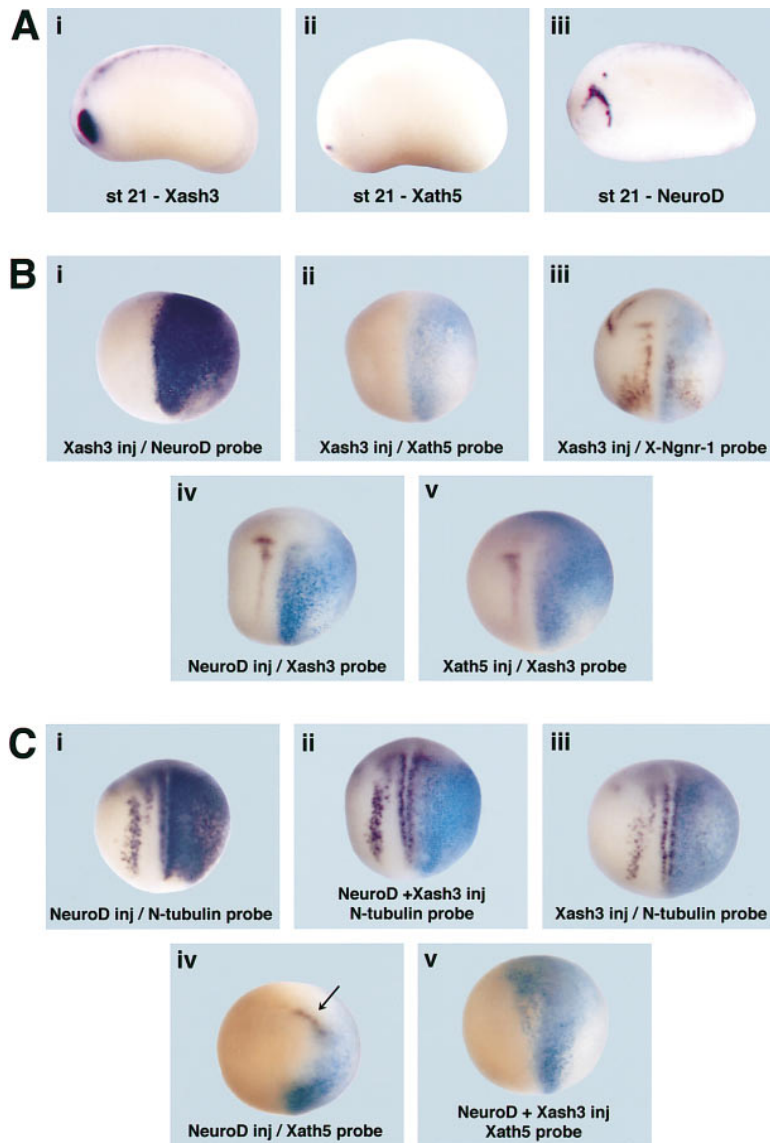 A
i
ii
iii
st 21 - Xash3
st 21 - Xath5
st 21 - NeuroD
B
i
ii
iii
Xash3 inj / NeuroD probe
Xash3 inj / Xath5 probe
Xash3 inj / X-Ngnr-1 probe
iv
v
NeuroD inj / Xash3 probe
Xath5 inj / Xash3 probe
C
i
ii
iii
NeuroD inj / N-tubulin probe
NeuroD +Xash3 inj
N-tubulin probe
Xash3 inj / N-tubulin probe
iv
v
NeuroD inj / Xath5 probe
NeuroD + Xash3 inj
Xath5 probe